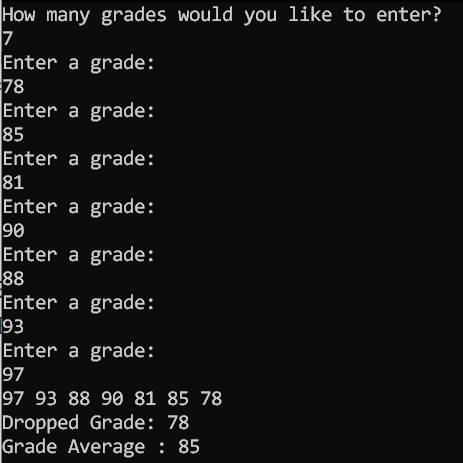 How many grades would you like to enter?
7
Enter a grade:
78
Enter a grade:
85
Enter a grade:
81
Enter a grade:
90
Enter a grade:
88
Enter a grade:
93
Enter a grade:
97
97 93 88 90 81 85 78
Dropped Grade: 78
Grade Average : 85